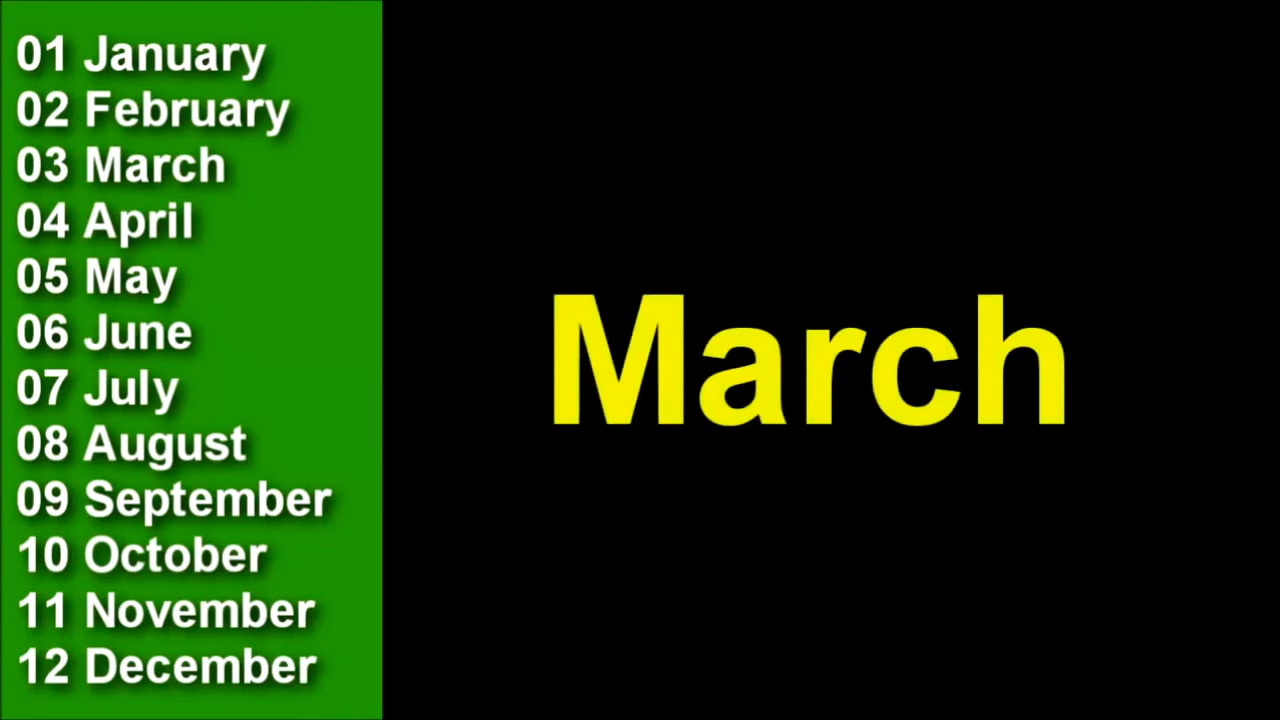 01 January
02 February
03 March
04 April
05 May
06 June
07 July
08 August
09 September
10 October
11 November
12 December
March